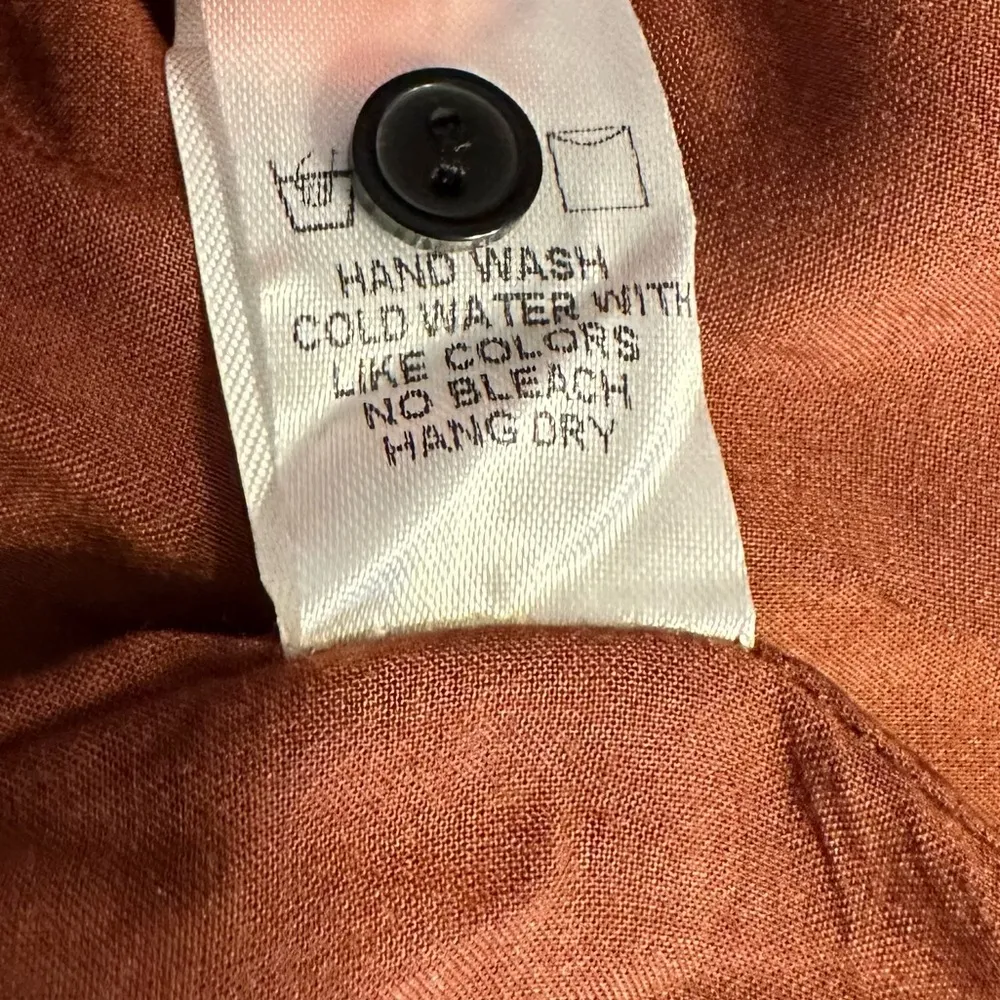 HAND WASH
COLD WATER WITH
LIKE COLORS
NO BLEACH
HANG DRY